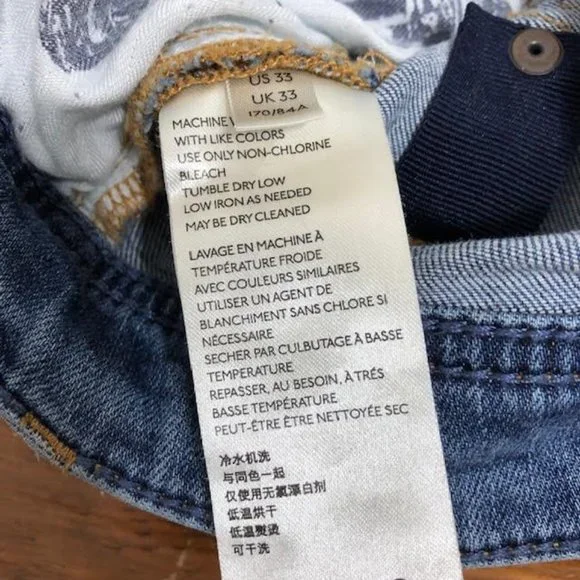 US 33
UK 33
170/84A
MACHINE
WITH LIKE COLORS
USE ONLY NON-CHLORINE
BLEACH
TUMBLE DRY LOW
LOW IRON AS NEEDED
MAY BE DRY CLEANED
LAVAGE EN MACHINE À
TEMPÉRATURE FROIDE
AVEC COULEURS SIMILAIRES
UTILISER UN AGENT DE
BLANCHIMENT SANS CHLORE SI
NÉCESSAIRE
SECHER PAR CULBUTAGE À BASSE
TEMPERATURE
REPASSER, AU BESOIN, À TRÉS
BASSE TEMPÉRATURE
PEUT-ÊTRE ÊTRE NETTOYÉE SEC
冷水机洗
与同色一起
仅使用无氯漂白剂
低温烘干
低温熨烫
可干洗